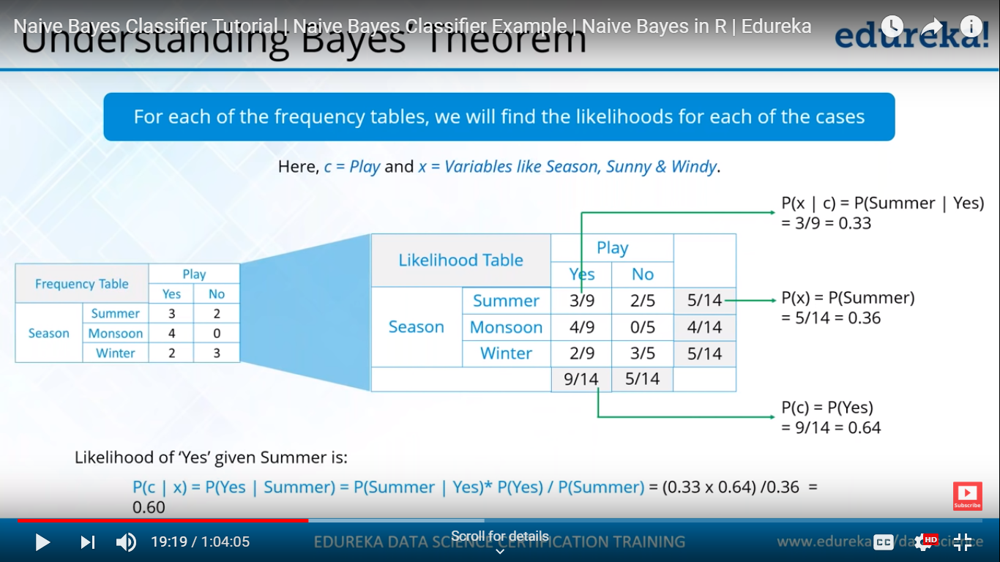 Naive Bayes Classifier Tutorial | Naive Bayes Classifier Example | Naive Bayes in R | Edureka
Understanding Bayes' Theorem
edureka!
For each of the frequency tables, we will find the likelihoods for each of the cases
Here, c = Play and x = Variables like Season, Sunny & Windy.
Frequency Table
Play
Yes No
Season
Summer 3 2
Monsoon 4 0
Winter 2 3
Likelihood Table
Play
Yes No
Season
Summer 3/9 2/5 5/14
Monsoon 4/9 0/5 4/14
Winter 2/9 3/5 5/14
9/14 5/14
P(x | c) = P(Summer | Yes)
= 3/9 = 0.33
P(x) = P(Summer)
= 5/14 = 0.36
P(c) = P(Yes)
= 9/14 = 0.64
Likelihood of ‘Yes’ given Summer is:
P(c | x) = P(Yes | Summer) = P(Summer | Yes)* P(Yes) / P(Summer) = (0.33 x 0.64) /0.36 =
0.60
Subscribe
19:19 / 1:04:05
Scroll for details
EDUREKA DATA SCIENCE CERTIFICATION TRAINING
www.edureka
CC
HD